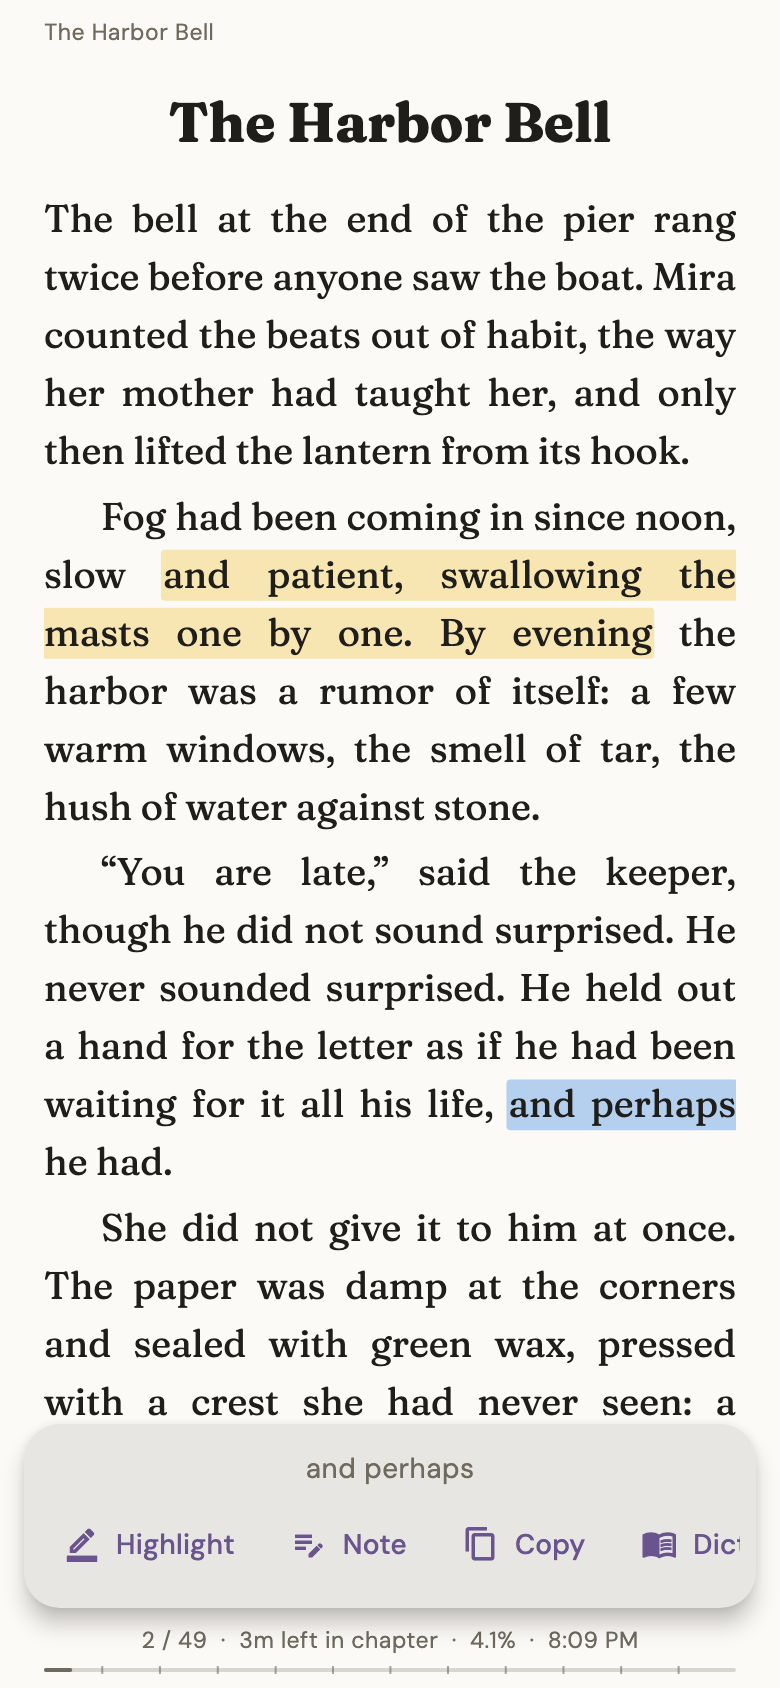 The Harbor Bell
The Harbor Bell
The bell at the end of the pier rang
twice before anyone saw the boat. Mira
counted the beats out of habit, the way
her mother had taught her, and only
then lifted the lantern from its hook.
Fog had been coming in since noon,
slow and patient, swallowing the
masts one by one. By evening the
harbor was a rumor of itself: a few
warm windows, the smell of tar, the
hush of water against stone.
“You are late,” said the keeper,
though he did not sound surprised. He
never sounded surprised. He held out
a hand for the letter as if he had been
waiting for it all his life, and perhaps
he had.
She did not give it to him at once.
The paper was damp at the corners
and sealed with green wax, pressed
with a crest she had never seen: a
and perhaps
Highlight Note Copy
2 / 49 · 3m left in chapter · 4.1% · 8:09 PM